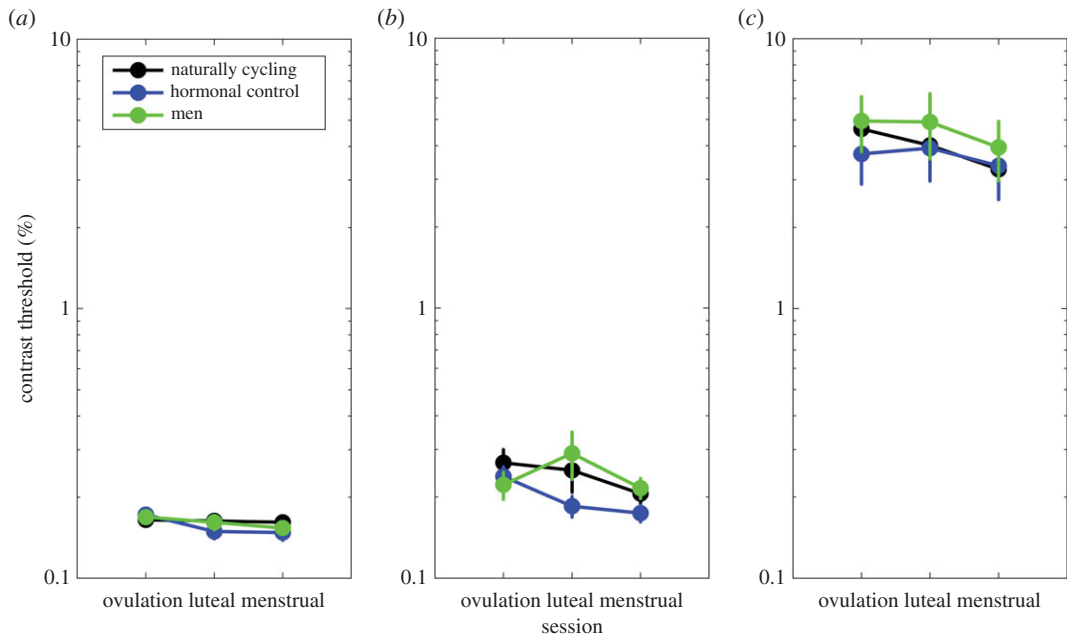 (a)
(b)
(c)
10
10
10
naturally cycling
hormonal control
men
contrast threshold (%)
1
1
1
0.1
0.1
0.1
ovulation luteal menstrual
ovulation luteal menstrual
ovulation luteal menstrual
session